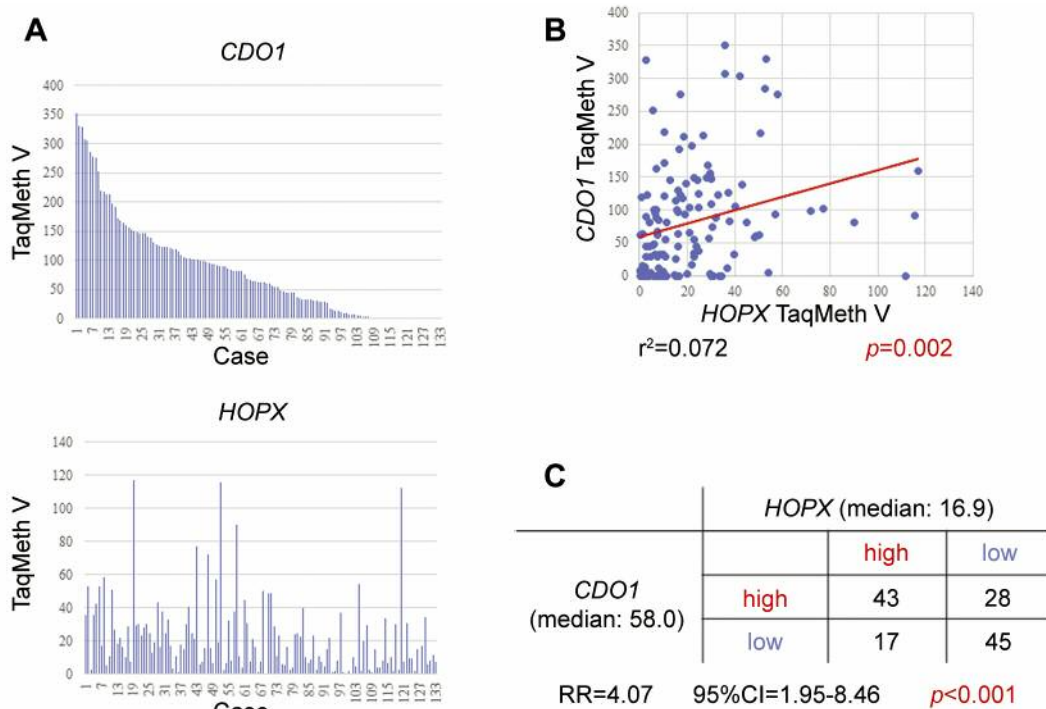 A
CDO1
TaqMeth V
400
350
300
250
200
150
100
50
0
1 7 13 19 25 31 37 43 49 55 61 67 73 79 85 91 97 103 109 115 121 127 133
Case
HOPX
TaqMeth V
140
120
100
80
60
40
20
0
1 7 13 19 25 31 37 43 49 55 61 67 73 79 85 91 97 103 109 115 121 127 133
Case
B
CDO1 TaqMeth V
400
350
300
250
200
150
100
50
0
0 20 40 60 80 100 120 140
HOPX TaqMeth V
r²=0.072 p=0.002
C
HOPX (median: 16.9)
high low
CDO1
(median: 58.0)
high 43 28
low 17 45
RR=4.07 95%CI=1.95-8.46 p<0.001